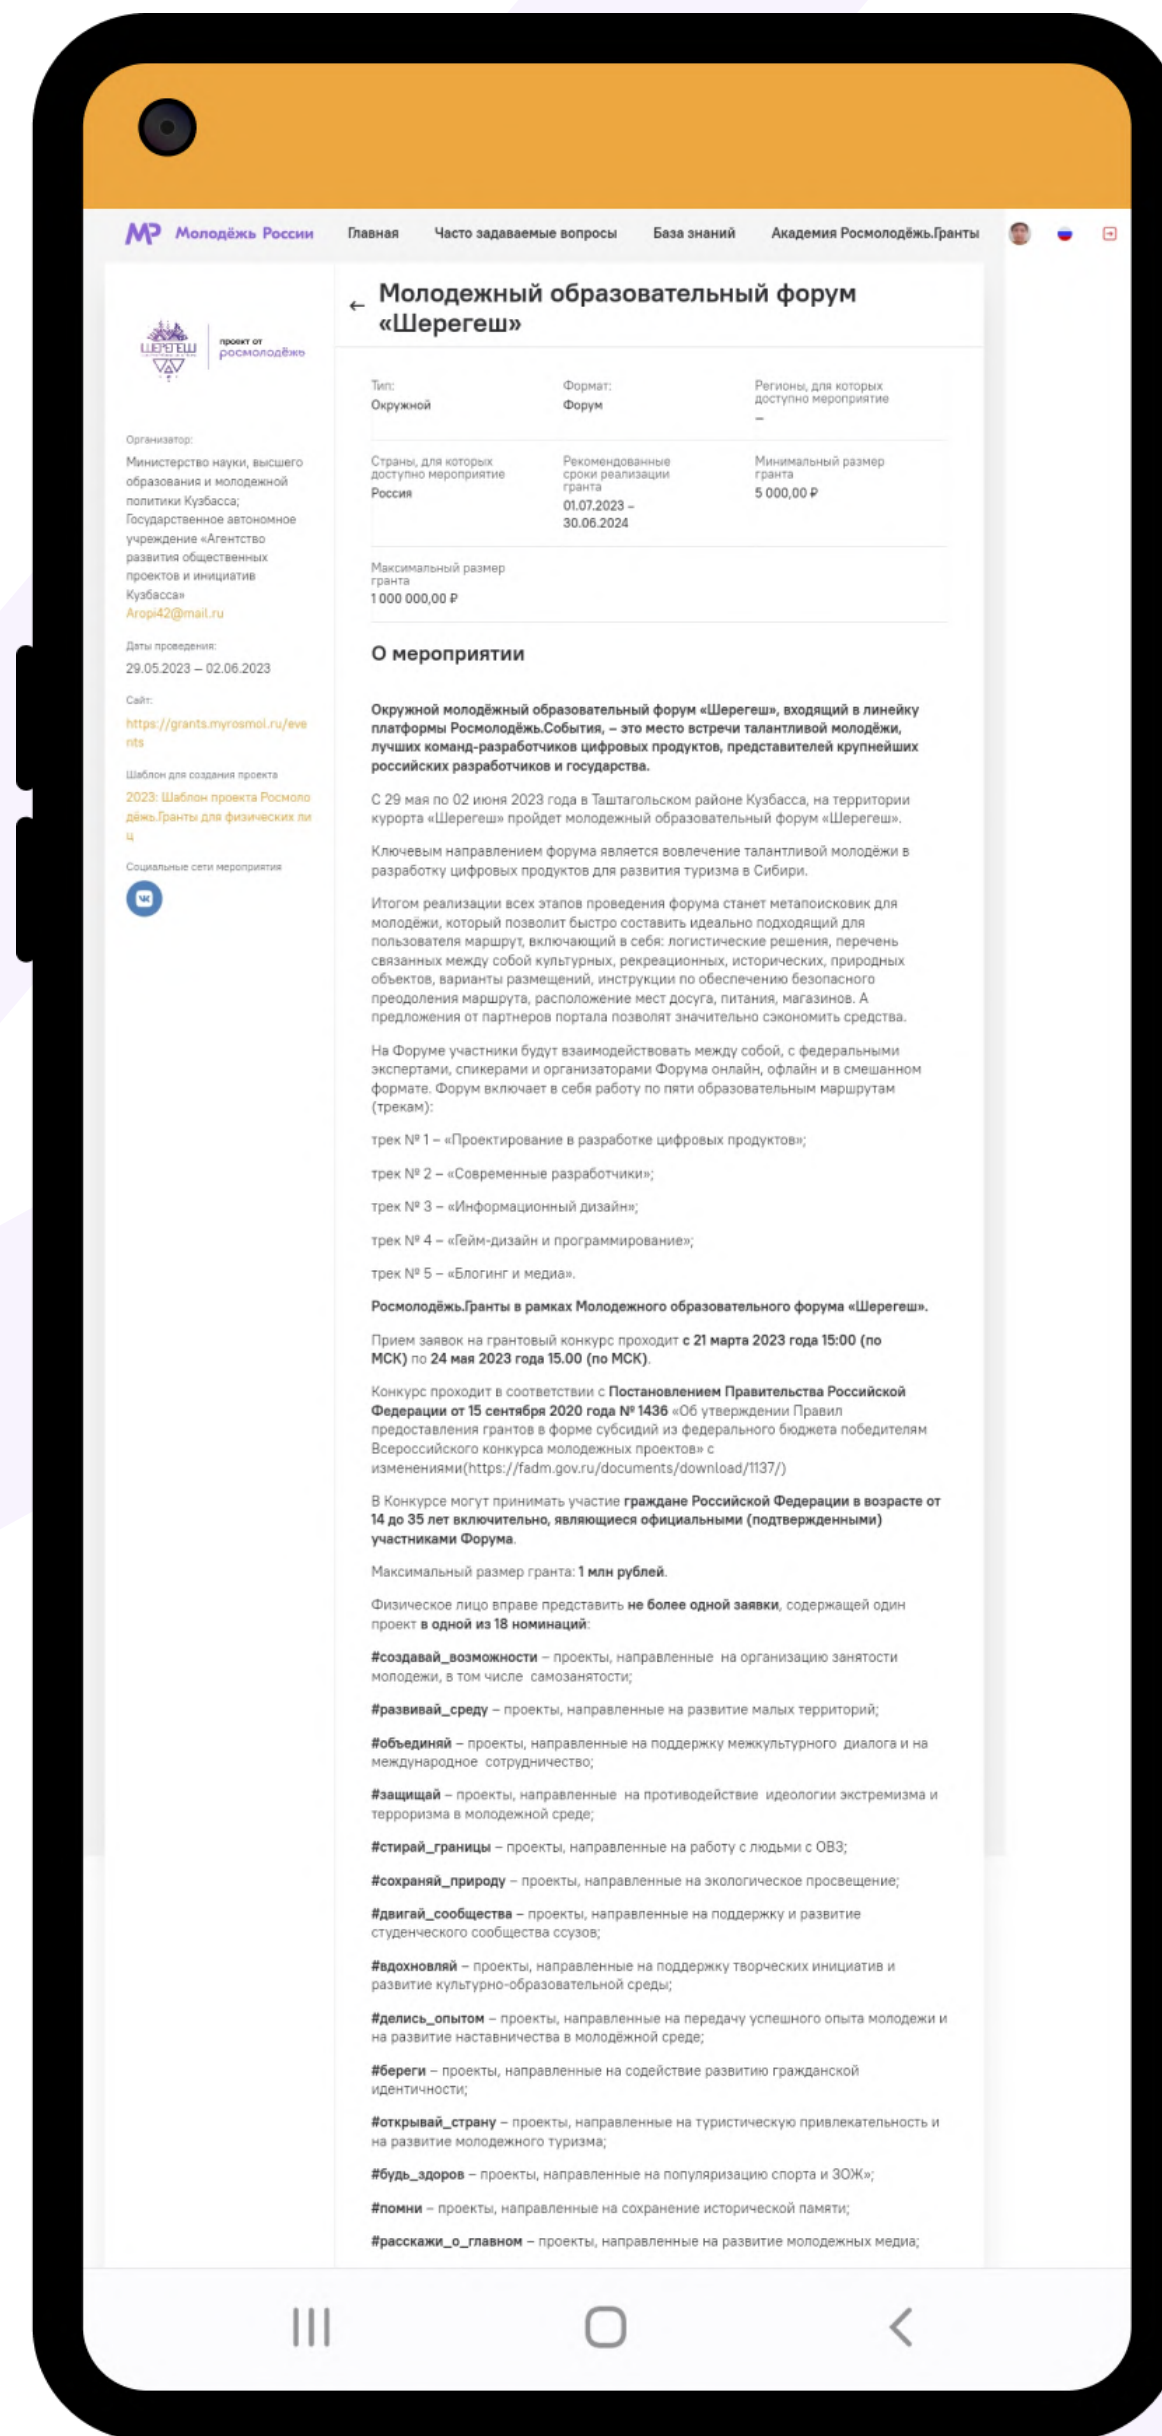 МР Молодёжь России Главная Часто задаваемые вопросы База знаний Академия Росмолодёжь.Гранты
ШЕРЕГЕШ
проект от
росмолодёжь
Организатор:
Министерство науки, высшего
образования и молодежной
политики Кузбасса;
Государственное автономное
учреждение «Агентство
развития общественных
проектов и инициатив
Кузбасса»
Aropi42@mail.ru
Даты проведения:
29.05.2023 – 02.06.2023
Сайт:
https://grants.myrosmol.ru/eve
nts
Шаблон для создания проекта
2023: Шаблон проекта Росмоло
дёжь.Гранты для физических ли
ц
Социальные сети мероприятия
← Молодежный образовательный форум
«Шерегеш»
Тип:
Окружной
Формат:
Форум
Регионы, для которых
доступно мероприятие
–
Страны, для которых
доступно мероприятие
Россия
Рекомендованные
сроки реализации
гранта
01.07.2023 –
30.06.2024
Минимальный размер
гранта
5 000,00 ₽
Максимальный размер
гранта
1 000 000,00 ₽
О мероприятии
Окружной молодёжный образовательный форум «Шерегеш», входящий в линейку
платформы Росмолодёжь.События, – это место встречи талантливой молодёжи,
лучших команд-разработчиков цифровых продуктов, представителей крупнейших
российских разработчиков и государства.
С 29 мая по 02 июня 2023 года в Таштагольском районе Кузбасса, на территории
курорта «Шерегеш» пройдет молодежный образовательный форум «Шерегеш».
Ключевым направлением форума является вовлечение талантливой молодёжи в
разработку цифровых продуктов для развития туризма в Сибири.
Итогом реализации всех этапов проведения форума станет метапоисковик для
молодёжи, который позволит быстро составить идеально подходящий для
пользователя маршрут, включающий в себя: логистические решения, перечень
связанных между собой культурных, рекреационных, исторических, природных
объектов, варианты размещений, инструкции по обеспечению безопасного
преодоления маршрута, расположение мест досуга, питания, магазинов. А
предложения от партнеров портала позволят значительно сэкономить средства.
На Форуме участники будут взаимодействовать между собой, с федеральными
экспертами, спикерами и организаторами Форума онлайн, офлайн и в смешанном
формате. Форум включает в себя работу по пяти образовательным маршрутам
(трекам):
трек № 1 – «Проектирование в разработке цифровых продуктов»;
трек № 2 – «Современные разработчики»;
трек № 3 – «Информационный дизайн»;
трек № 4 – «Гейм-дизайн и программирование»;
трек № 5 – «Блогинг и медиа».
Росмолодёжь.Гранты в рамках Молодежного образовательного форума «Шерегеш».
Прием заявок на грантовый конкурс проходит с 21 марта 2023 года 15:00 (по
МСК) по 24 мая 2023 года 15.00 (по МСК).
Конкурс проходит в соответствии с Постановлением Правительства Российской
Федерации от 15 сентября 2020 года № 1436 «Об утверждении Правил
предоставления грантов в форме субсидий из федерального бюджета победителям
Всероссийского конкурса молодежных проектов» с
изменениями(https://fadm.gov.ru/documents/download/1137/)
В Конкурсе могут принимать участие граждане Российской Федерации в возрасте от
14 до 35 лет включительно, являющиеся официальными (подтвержденными)
участниками Форума.
Максимальный размер гранта: 1 млн рублей.
Физическое лицо вправе представить не более одной заявки, содержащей один
проект в одной из 18 номинаций:
#создавай_возможности – проекты, направленные на организацию занятости
молодежи, в том числе самозанятости;
#развивай_среду – проекты, направленные на развитие малых территорий;
#объединяй – проекты, направленные на поддержку межкультурного диалога и на
международное сотрудничество;
#защищай – проекты, направленные на противодействие идеологии экстремизма и
терроризма в молодежной среде;
#стирай_границы – проекты, направленные на работу с людьми с ОВЗ;
#сохраняй_природу – проекты, направленные на экологическое просвещение;
#двигай_сообщества – проекты, направленные на поддержку и развитие
студенческого сообщества ссузов;
#вдохновляй – проекты, направленные на поддержку творческих инициатив и
развитие культурно-образовательной среды;
#делись_опытом – проекты, направленные на передачу успешного опыта молодежи и
на развитие наставничества в молодёжной среде;
#береги – проекты, направленные на содействие развитию гражданской
идентичности;
#открывай_страну – проекты, направленные на туристическую привлекательность и
на развитие молодежного туризма;
#будь_здоров – проекты, направленные на популяризацию спорта и ЗОЖ»;
#помни – проекты, направленные на сохранение исторической памяти;
#расскажи_о_главном – проекты, направленные на развитие молодежных медиа;